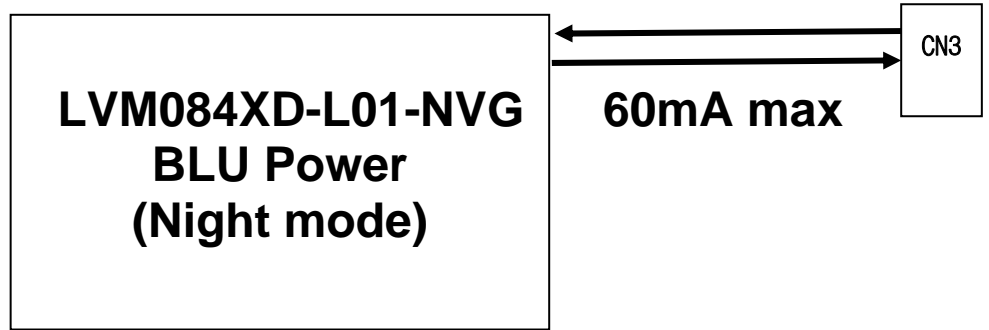 LVM084XD-L01-NVG
BLU Power
(Night mode)
60mA max
CN3